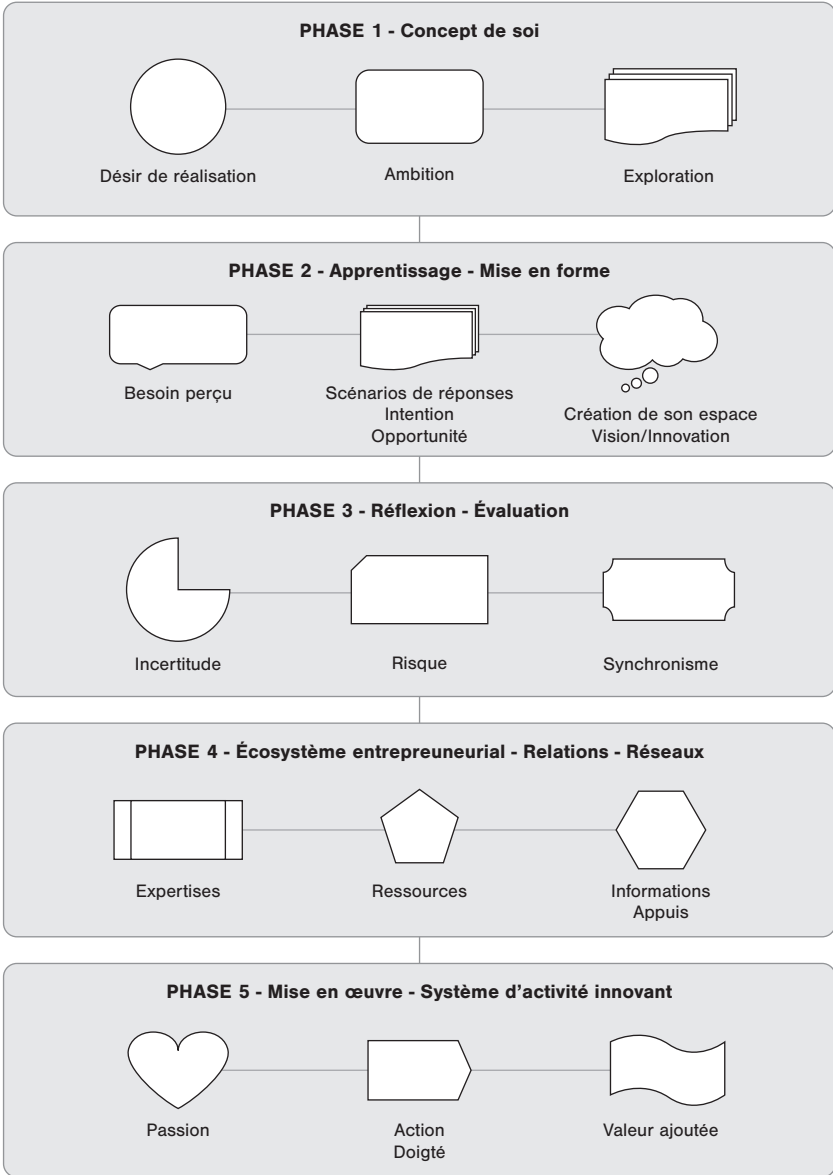 PHASE 1 - Concept de soi
Désir de réalisation
Ambition
Exploration
PHASE 2 - Apprentissage - Mise en forme
Besoin perçu
Scénarios de réponses
Intention
Opportunité
Création de son espace
Vision/Innovation
PHASE 3 - Réflexion - Évaluation
Incertitude
Risque
Synchronisme
PHASE 4 - Écosystème entrepreuneurial - Relations - Réseaux
Expertises
Ressources
Informations
Appuis
PHASE 5 - Mise en œuvre - Système d’activité innovant
Passion
Action
Doigté
Valeur ajoutée